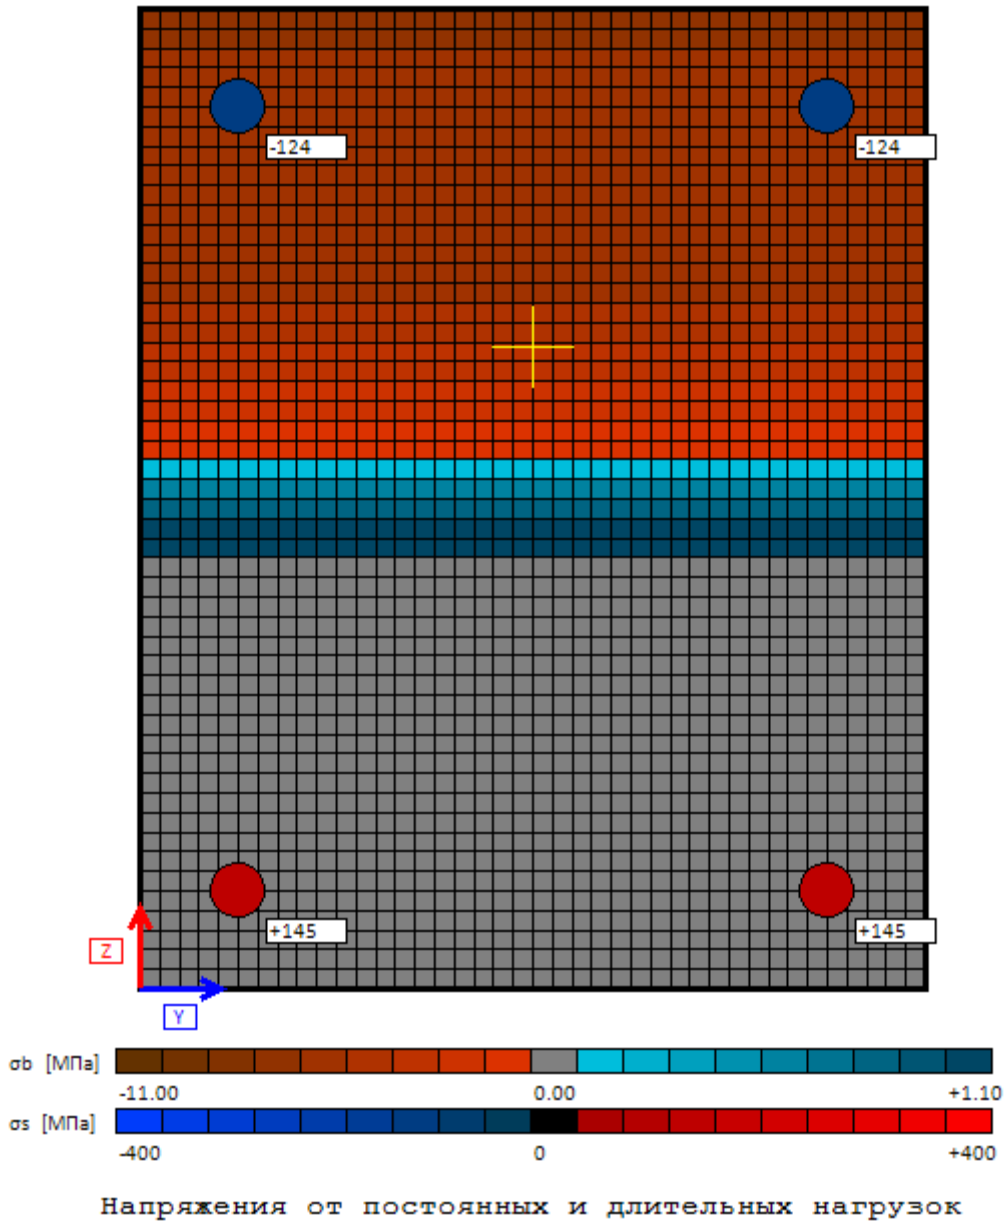 -124 -124
+145 +145
Z
Y
σb [МПа]
-11.00 0.00 +1.10
σs [МПа]
-400 0 +400
Напряжения от постоянных и длительных нагрузок